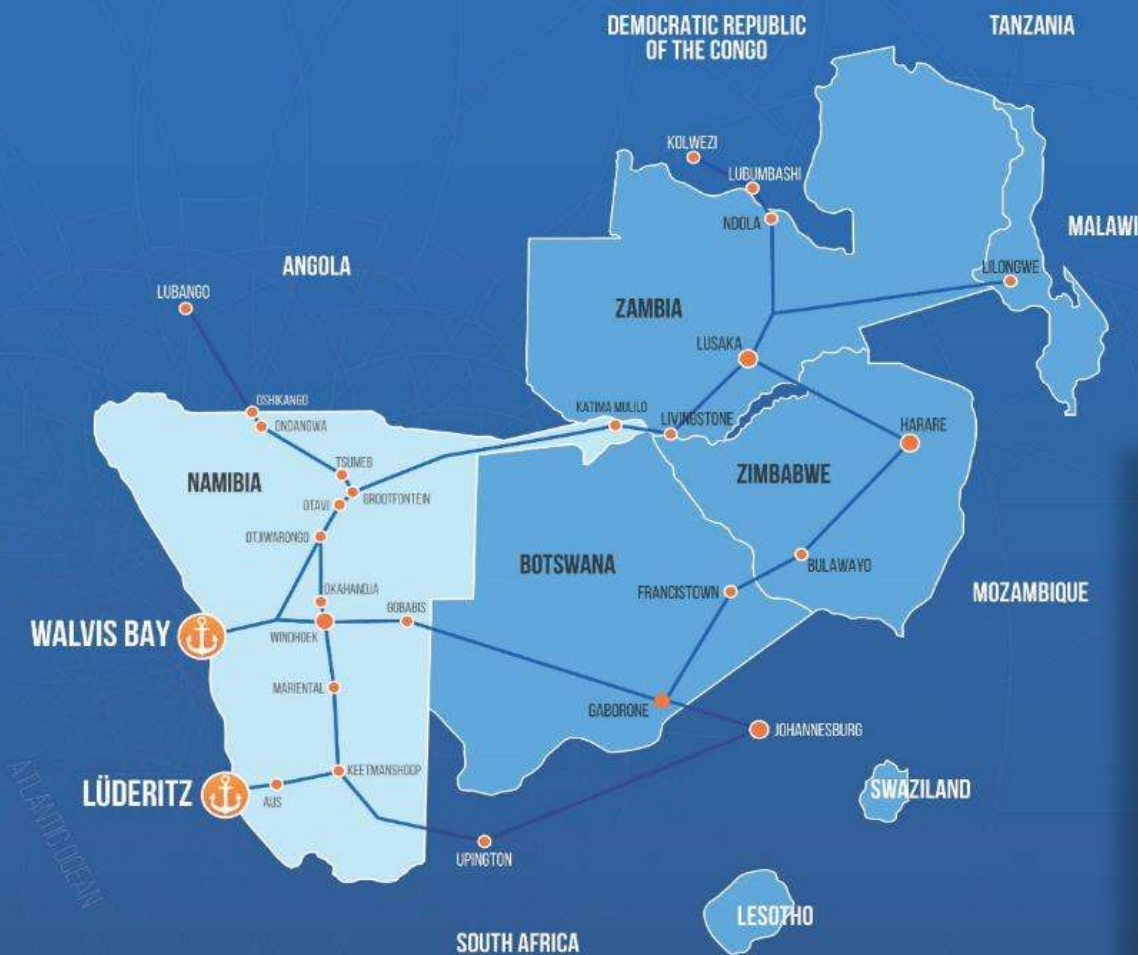 DEMOCRATIC REPUBLIC
OF THE CONGO
TANZANIA
KOLWEZI
LUBUMBASHI
NDOLA
MALAWI
ANGOLA
LILONGWE
LUBANGO
ZAMBIA
LUSAKA
OSHIKANGO
ONDANGWA
KATIMA MULILO
LIVINGSTONE
HARARE
TSUMEB
NAMIBIA
ZIMBABWE
GROOTFONTEIN
OTAVI
OTJIWARONGO
BOTSWANA
BULAWAYO
OKAHANDJA
FRANCISTOWN
MOZAMBIQUE
GOBABIS
WALVIS BAY
WINDHOEK
MARIENTAL
GABORONE
JOHANNESBURG
KEETMANSHOOP
LÜDERITZ
AUS
SWAZILAND
ATLANTIC OCEAN
UPINGTON
LESOTHO
SOUTH AFRICA